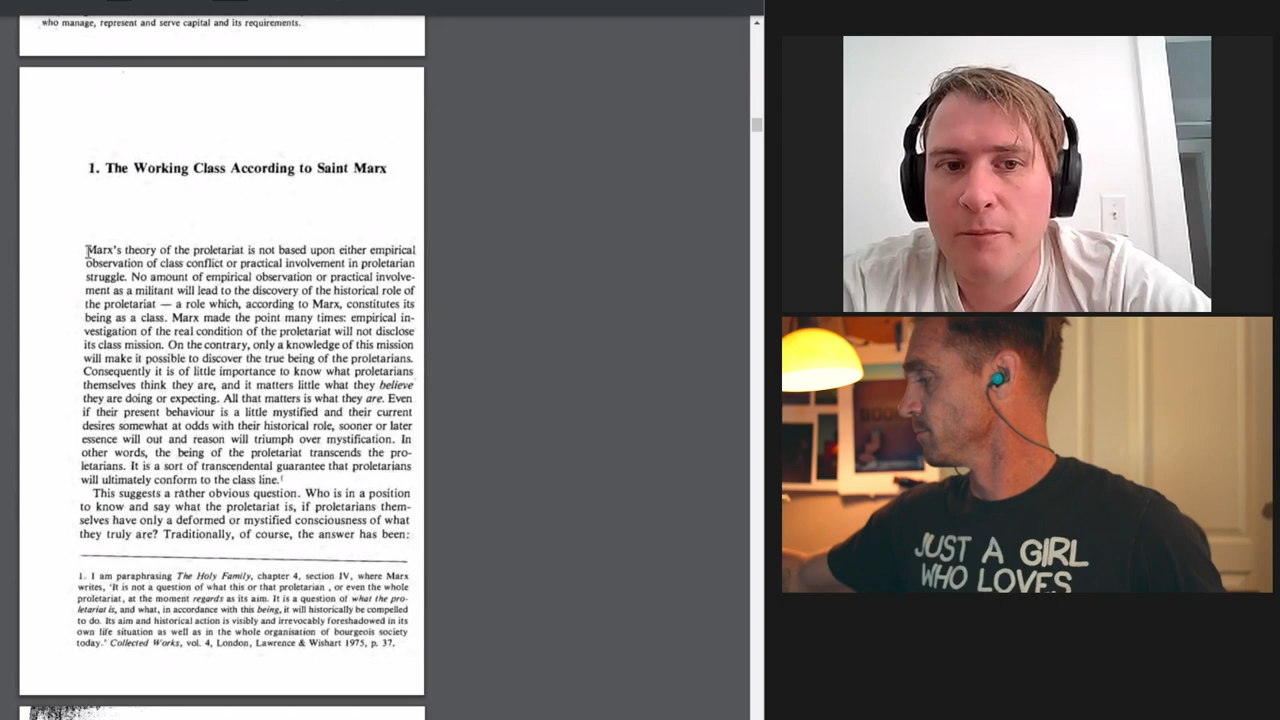 who manage, represent and serve capital and its requirements.
1. The Working Class According to Saint Marx
Marx's theory of the proletariat is not based upon either empirical
observation of class conflict or practical involvement in proletarian
struggle. No amount of empirical observation or practical involve-
ment as a militant will lead to the discovery of the historical role of
the proletariat — a role which, according to Marx, constitutes its
being as a class. Marx made the point many times: empirical in-
vestigation of the real condition of the proletariat will not disclose
its class mission. On the contrary, only a knowledge of this mission
will make it possible to discover the true being of the proletarians.
Consequently it is of little importance to know what proletarians
themselves think they are, and it matters little what they believe
they are doing or expecting. All that matters is what they are. Even
if their present behaviour is a little mystified and their current
desires somewhat at odds with their historical role, sooner or later
essence will out and reason will triumph over mystification. In
other words, the being of the proletariat transcends the pro-
letarians. It is a sort of transcendental guarantee that proletarians
will ultimately conform to the class line.¹
This suggests a rather obvious question. Who is in a position
to know and say what the proletariat is, if proletarians them-
selves have only a deformed or mystified consciousness of what
they truly are? Traditionally, of course, the answer has been:
1. I am paraphrasing The Holy Family, chapter 4, section IV, where Marx
writes, 'It is not a question of what this or that proletarian , or even the whole
proletariat, at the moment regards as its aim. It is a question of what the pro-
letariat is, and what, in accordance with this being, it will historically be compelled
to do. Its aim and historical action is visibly and irrevocably foreshadowed in its
own life situation as well as in the whole organisation of bourgeois society
today.' Collected Works, vol. 4, London, Lawrence & Wishart 1975, p. 37.
JUST A GIRL
WHO LOVES